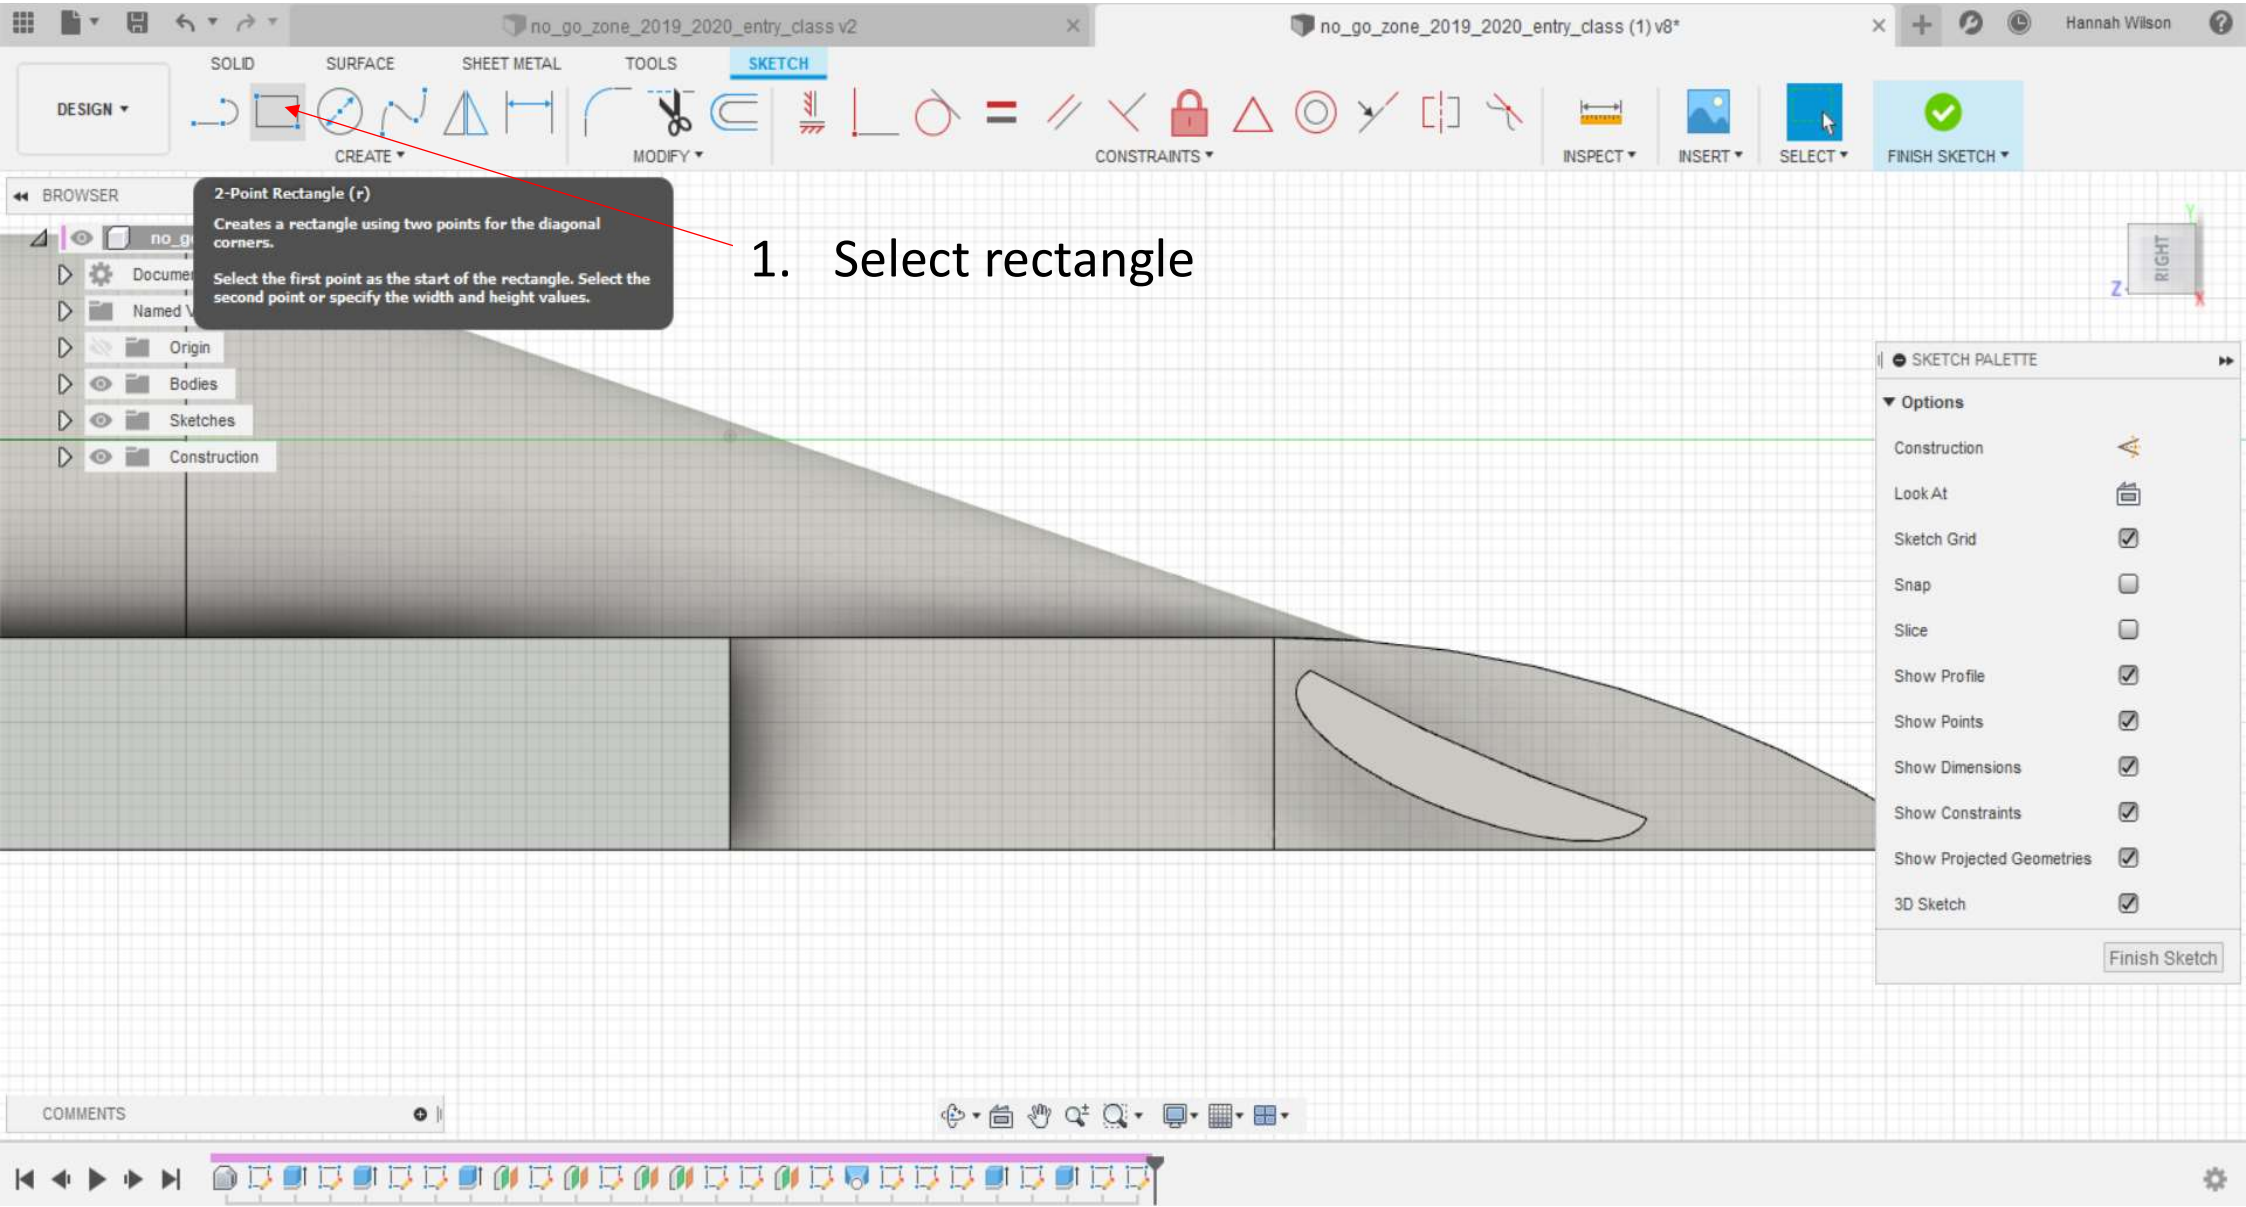 no_go_zone_2019_2020_entry_class v2
no_go_zone_2019_2020_entry_class (1) v8*
Hannah Wilson
SOLID
SURFACE
SHEET METAL
TOOLS
SKETCH
DESIGN
CREATE
MODIFY
CONSTRAINTS
INSPECT
INSERT
SELECT
FINISH SKETCH
BROWSER
2-Point Rectangle (r)
Creates a rectangle using two points for the diagonal
corners.
Select the first point as the start of the rectangle. Select the
second point or specify the width and height values.
no_g
Docume
Named V
Origin
Bodies
Sketches
Construction
1. Select rectangle
Y
RIGHT
Z
X
SKETCH PALETTE
Options
Construction
Look At
Sketch Grid
Snap
Slice
Show Profile
Show Points
Show Dimensions
Show Constraints
Show Projected Geometries
3D Sketch
Finish Sketch
COMMENTS